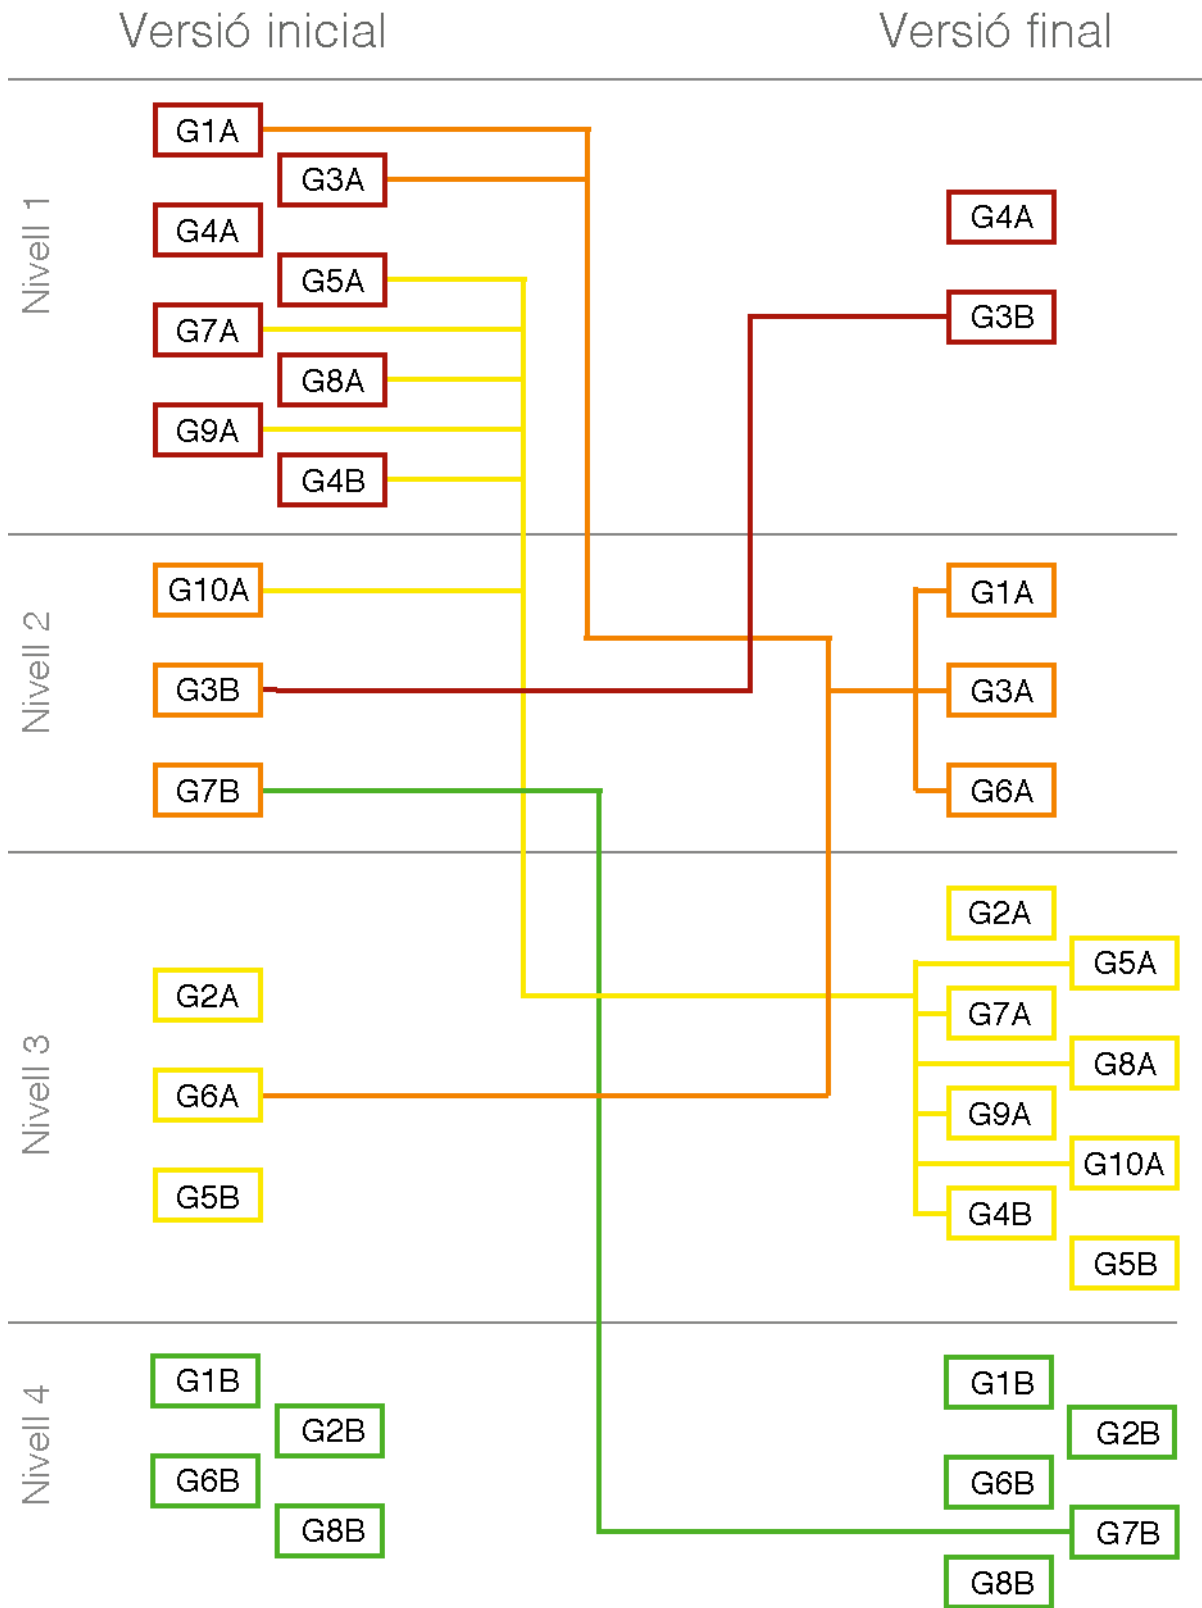 Versió inicial
Versió final
Nivell 1
G1A
G3A
G4A
G5A
G7A
G8A
G9A
G4B
G4A
G3B
Nivell 2
G10A
G3B
G7B
G1A
G3A
G6A
Nivell 3
G2A
G6A
G5B
G2A
G5A
G7A
G8A
G9A
G10A
G4B
G5B
Nivell 4
G1B
G2B
G6B
G8B
G1B
G2B
G6B
G7B
G8B